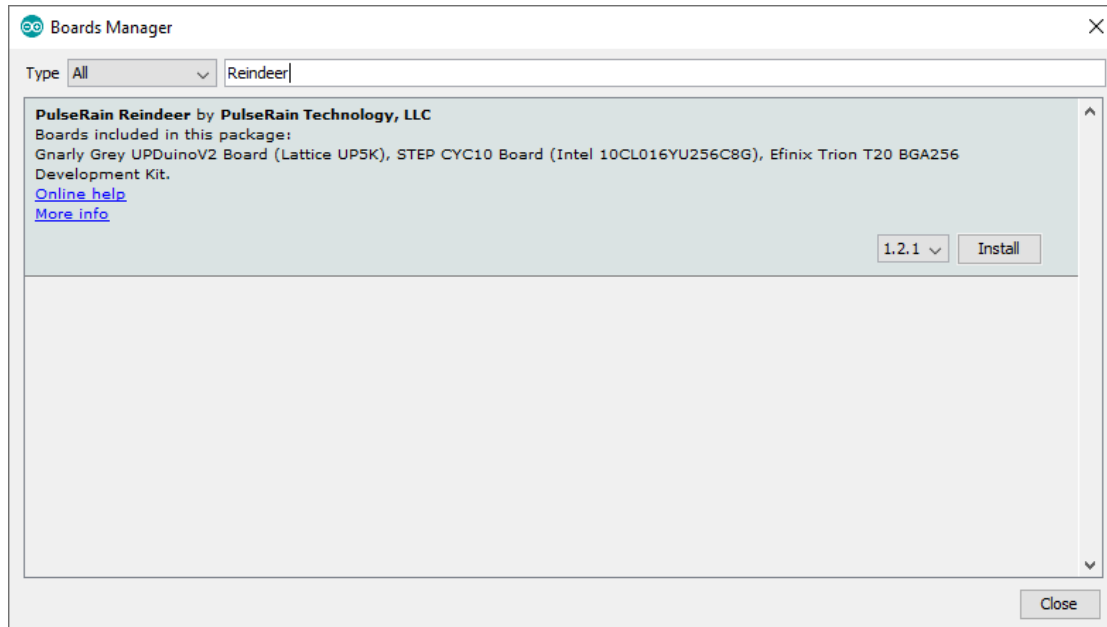 Boards Manager
Type All Reindeer
PulseRain Reindeer by PulseRain Technology, LLC
Boards included in this package:
Gnarly Grey UPDuinoV2 Board (Lattice UP5K), STEP CYC10 Board (Intel 10CL016YU256C8G), Efinix Trion T20 BGA256
Development Kit.
Online help
More info
1.2.1 Install
Close